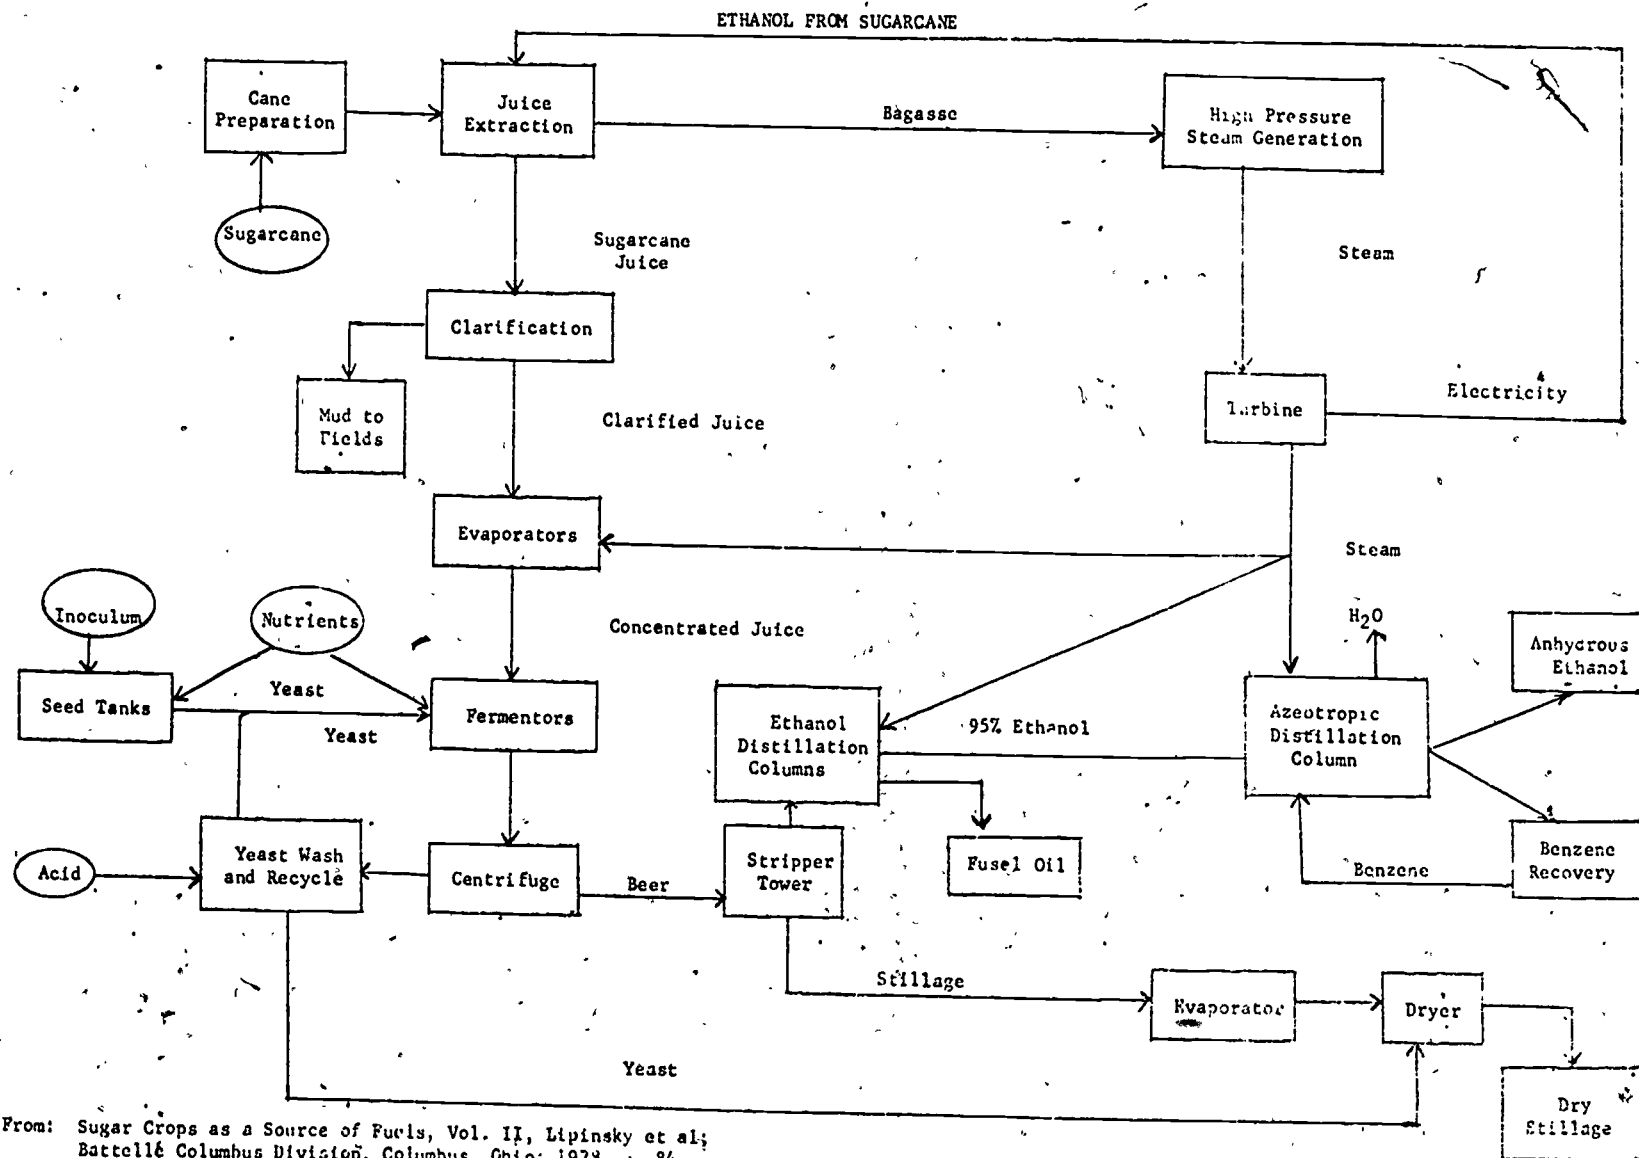 ETHANOL FROM SUGARCANE
Cane
Preparation
Juice
Extraction
Bagasse
High Pressure
Steam Generation
Sugarcane
Sugarcane
Juice
Steam
Clarification
Mud to
Fields
Clarified Juice
Turbine
Electricity
Evaporators
Steam
Inoculum
Nutrients
Concentrated Juice
H2O
Anhydrous
Ethanol
Seed Tanks
Yeast
Yeast
Fermentors
Ethanol
Distillation
Columns
95% Ethanol
Azeotropic
Distillation
Column
Acid
Yeast Wash
and Recycle
Centrifuge
Beer
Stripper
Tower
Fusel Oil
Benzene
Benzene
Recovery
Stillage
Evaporator
Dryer
Yeast
Dry
Stillage
From: Sugar Crops as a Source of Fuels, Vol. II, Lipinsky et al;
Battelle Columbus Division, Columbus, Ohio; 1978